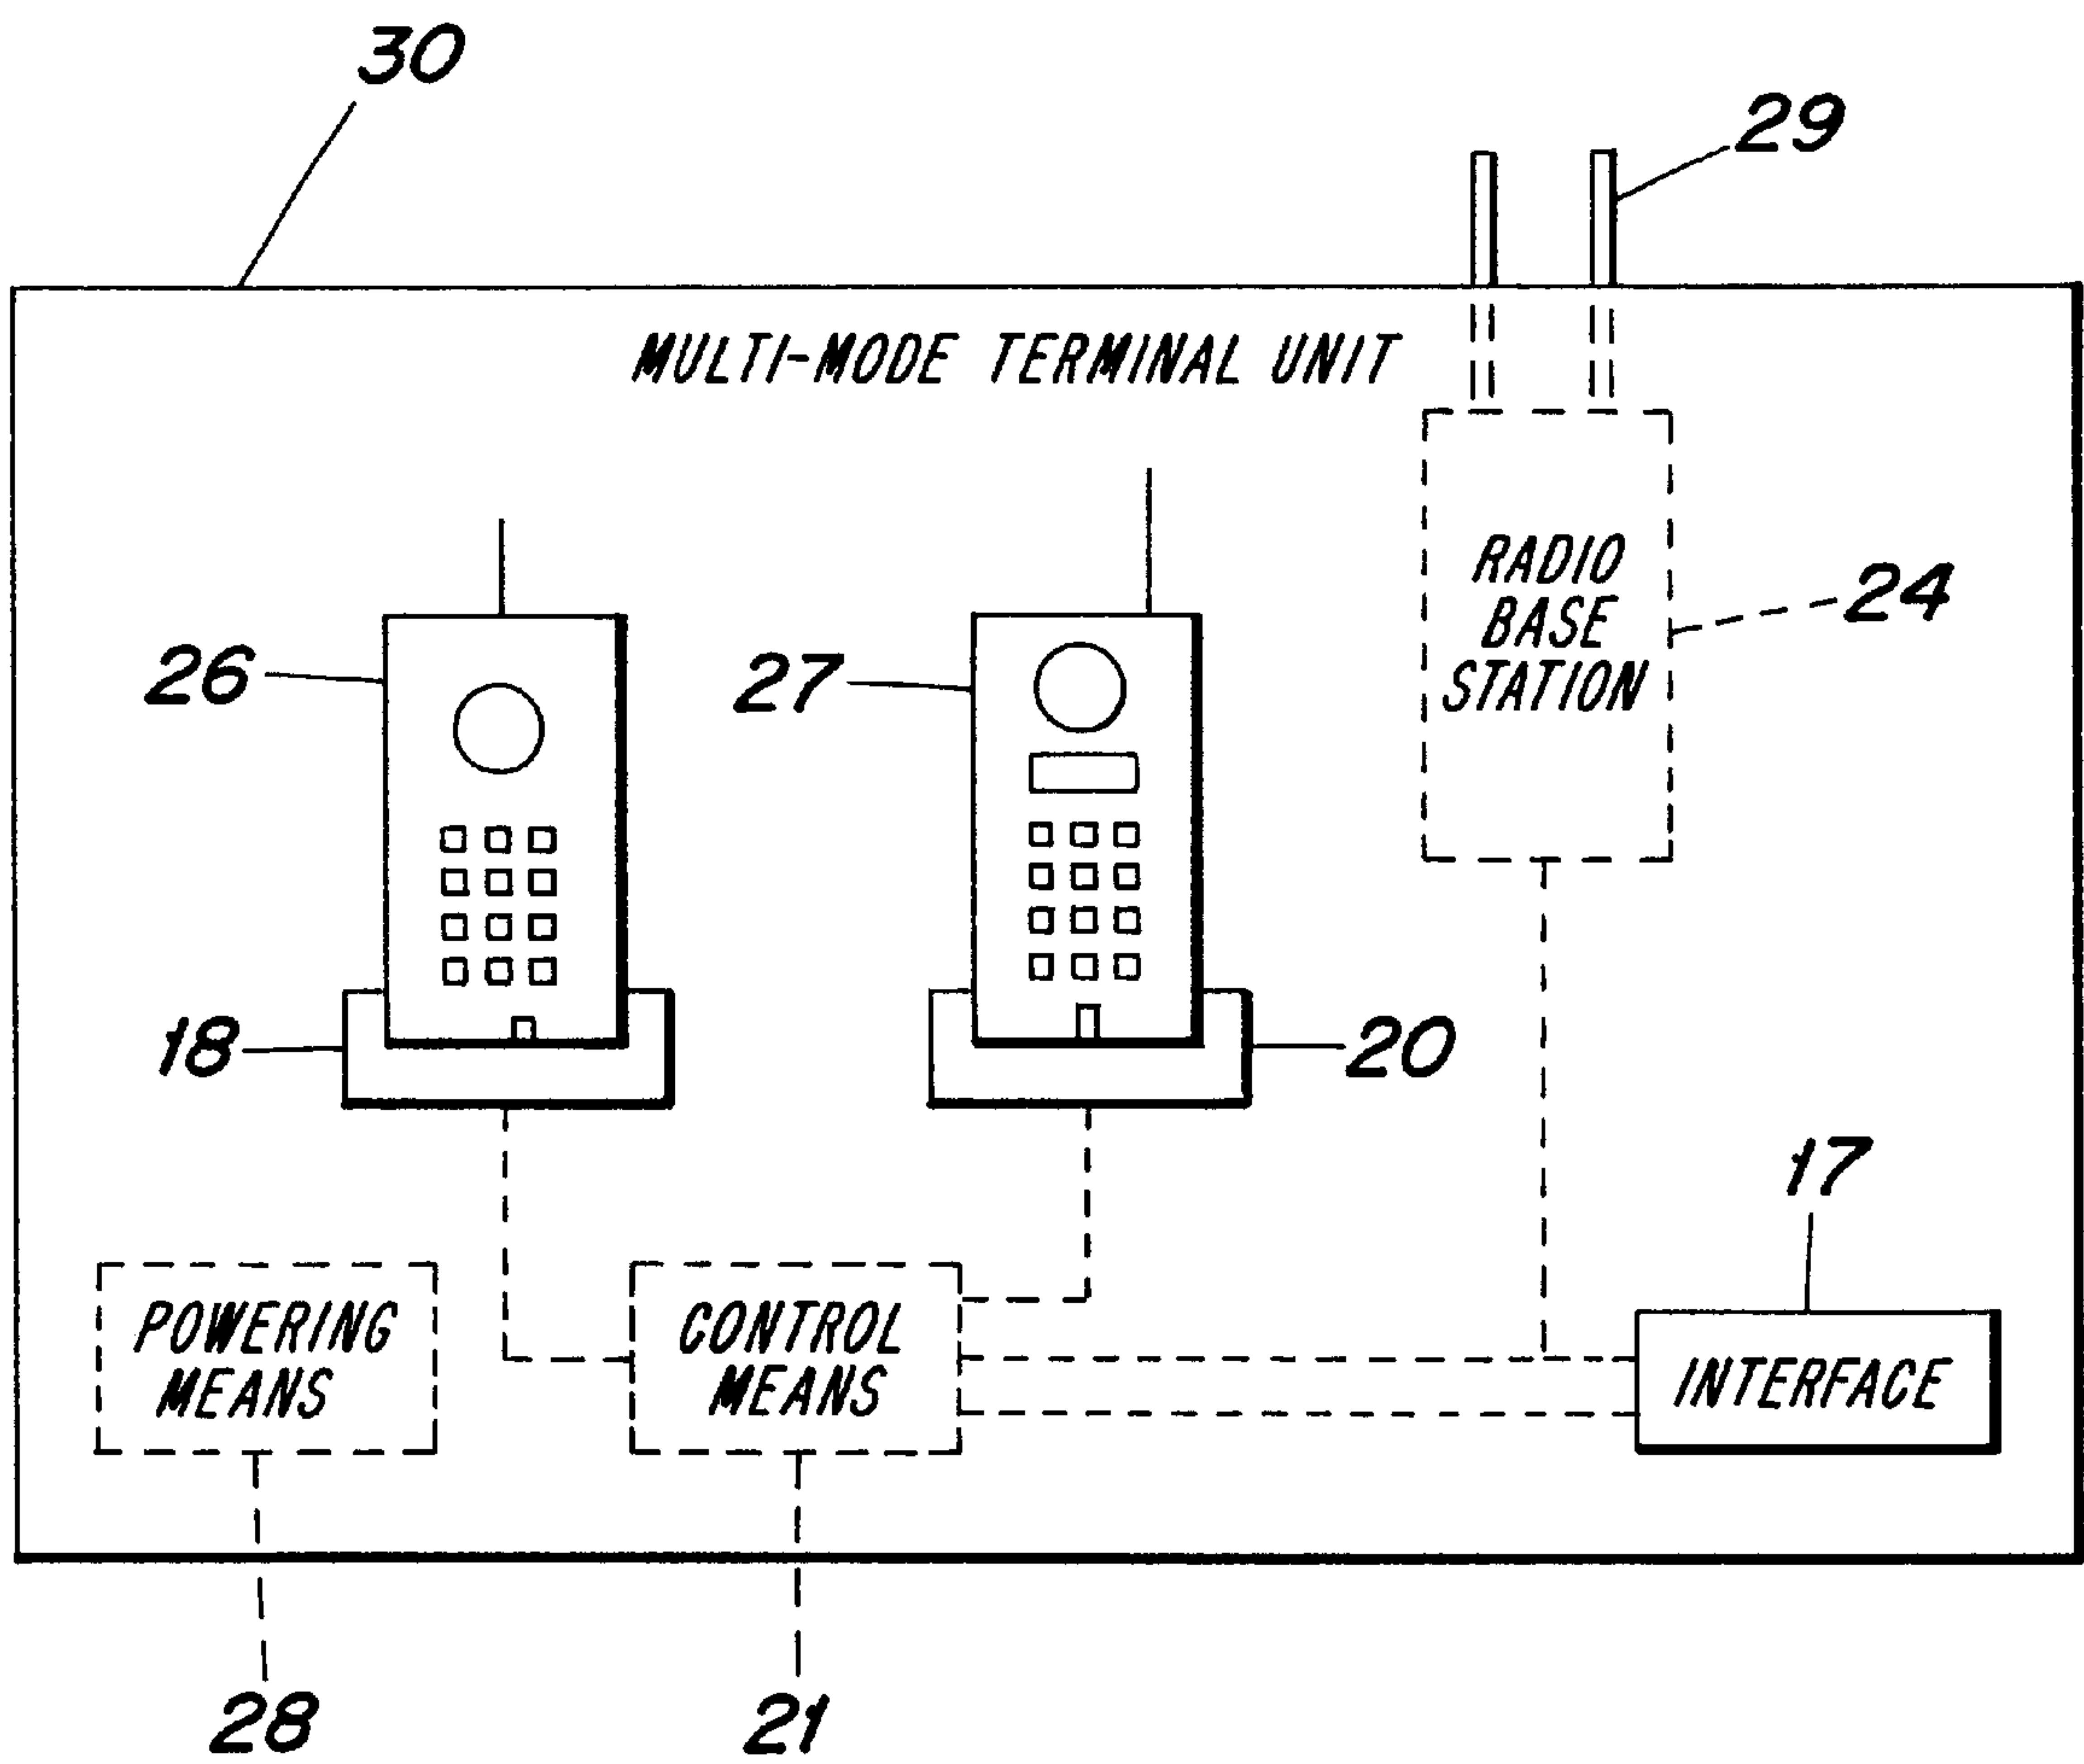 30
29
MULTI-MODE TERMINAL UNIT
RADIO
BASE
STATION
24
26
27
18
20
17
POWERING
MEANS
CONTROL
MEANS
INTERFACE
28
21